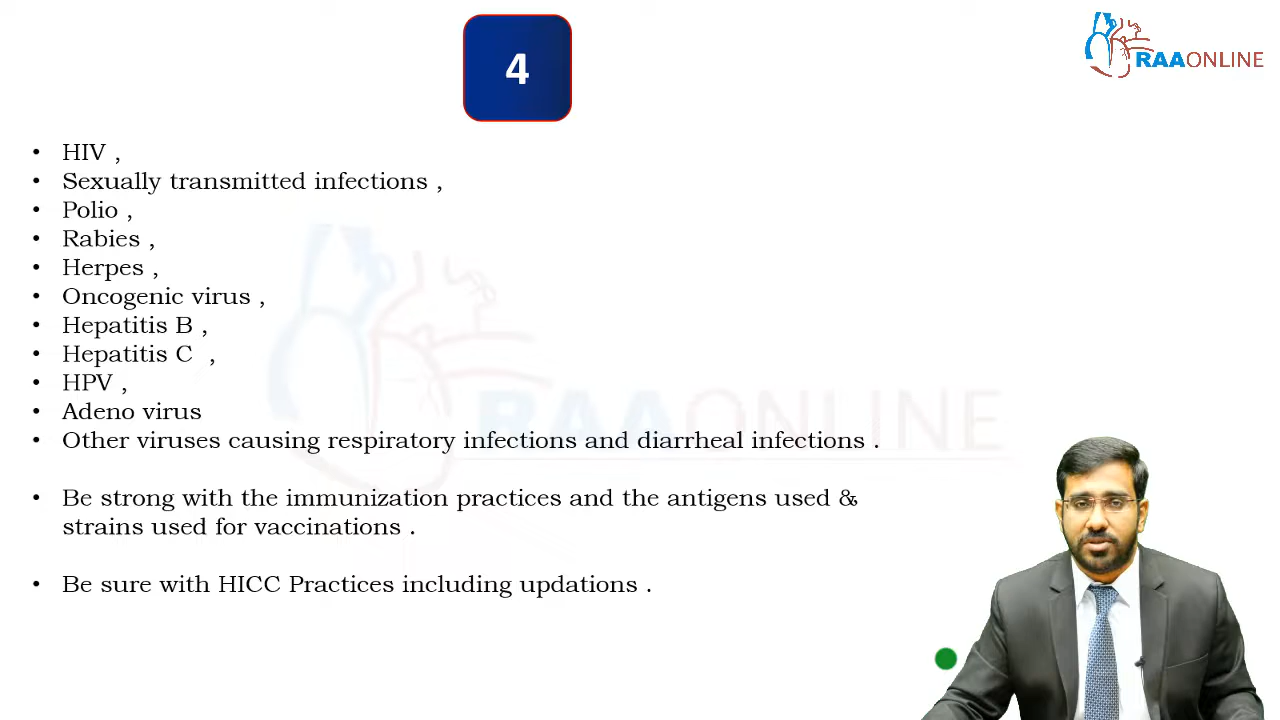 4
RAAONLINE
• HIV ,
• Sexually transmitted infections ,
• Polio ,
• Rabies ,
• Herpes ,
• Oncogenic virus ,
• Hepatitis B ,
• Hepatitis C ,
• HPV ,
• Adeno virus
• Other viruses causing respiratory infections and diarrheal infections .
• Be strong with the immunization practices and the antigens used &
strains used for vaccinations .
• Be sure with HICC Practices including updations .
RAAONLINE